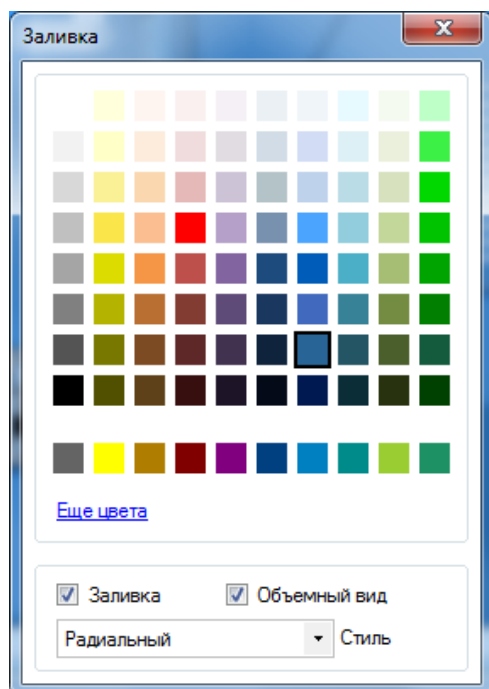 Заливка
Еще цвета
Заливка
Объемный вид
Радиальный
Стиль